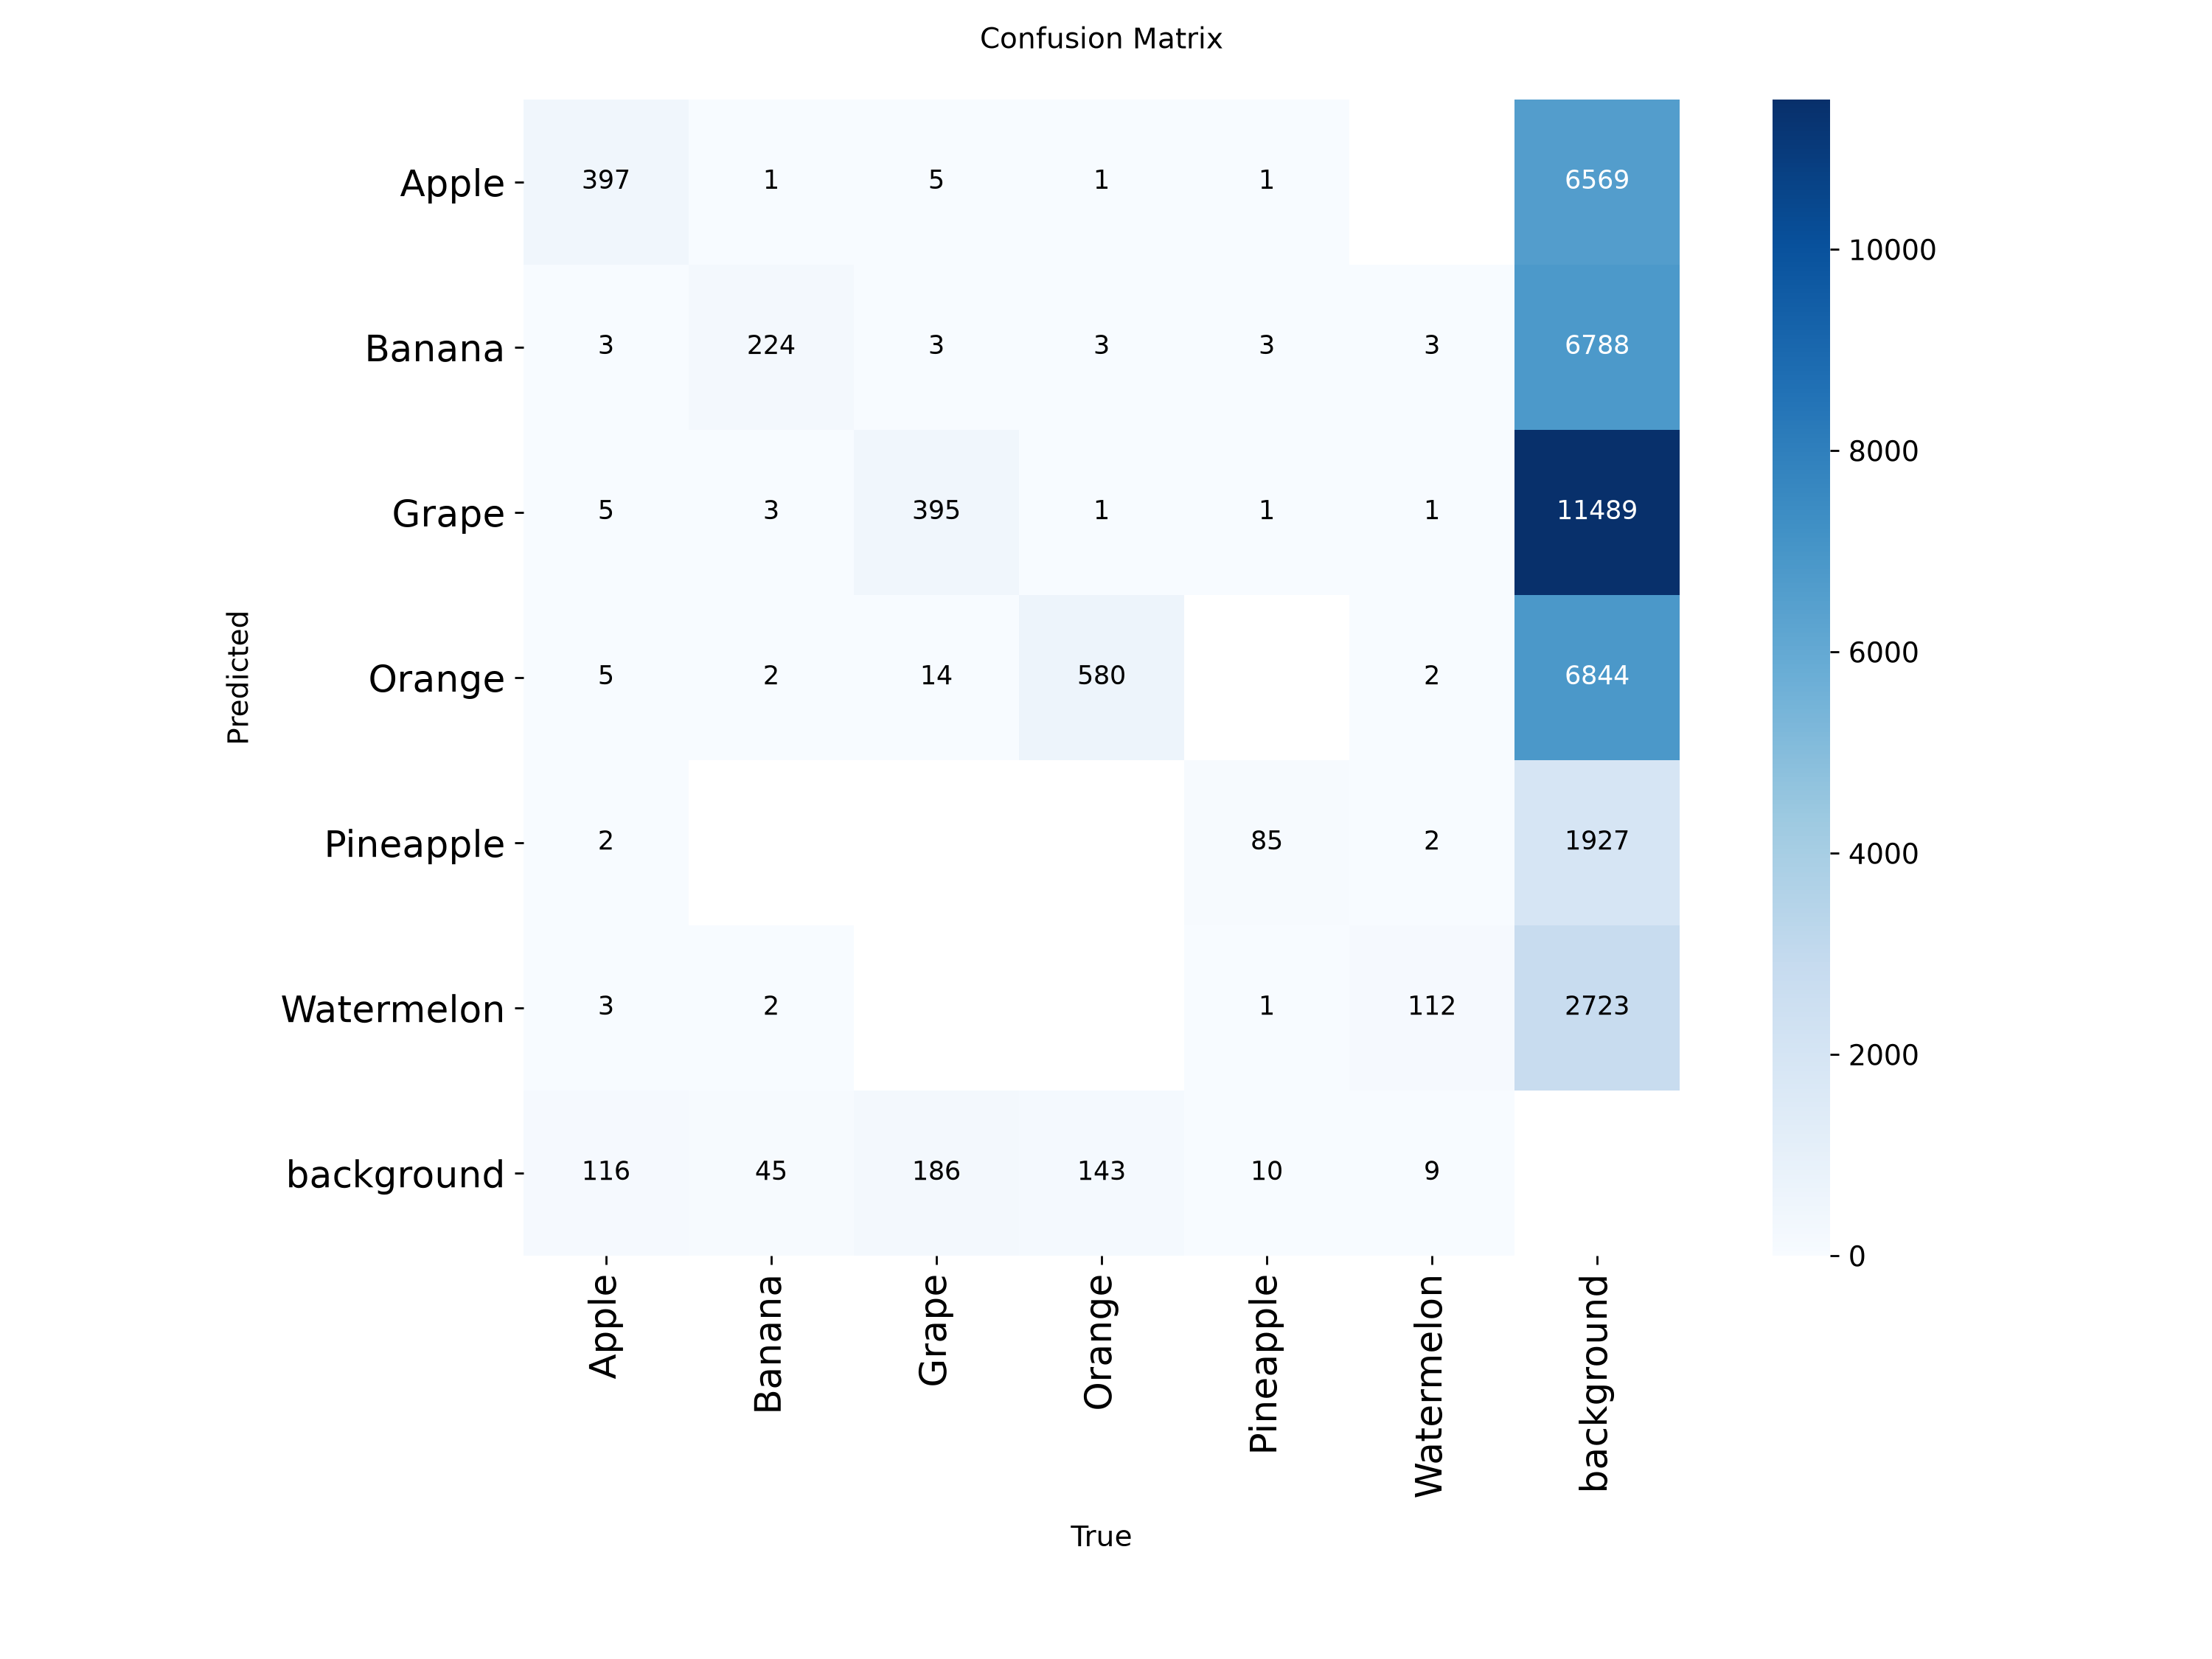 Confusion Matrix
Apple 397 1 5 1 1 6569
Banana 3 224 3 3 3 3 6788
Grape 5 3 395 1 1 1 11489
Orange 5 2 14 580 2 6844
Pineapple 2 85 2 1927
Watermelon 3 2 1 112 2723
background 116 45 186 143 10 9
Predicted
Apple Banana Grape Orange Pineapple Watermelon background
True
10000
8000
6000
4000
2000
0